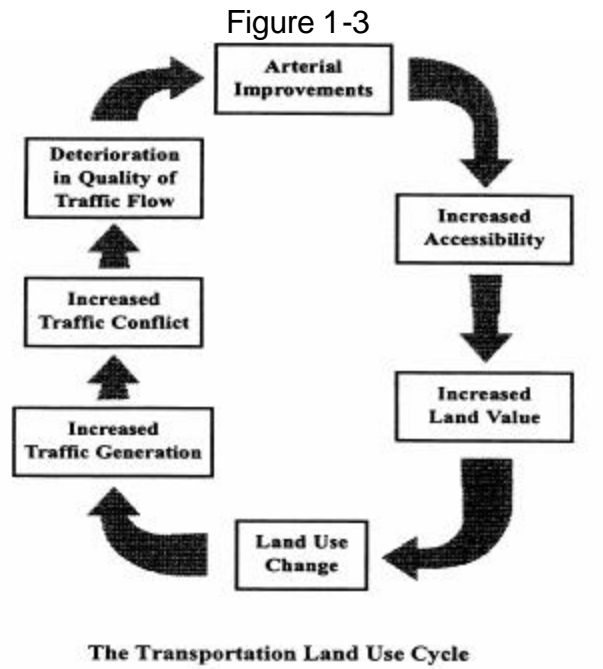 Figure 1-3
Arterial
Improvements
Increased
Accessibility
Increased
Land Value
Land Use
Change
Increased
Traffic Generation
Increased
Traffic Conflict
Deterioration
in Quality of
Traffic Flow
The Transportation Land Use Cycle